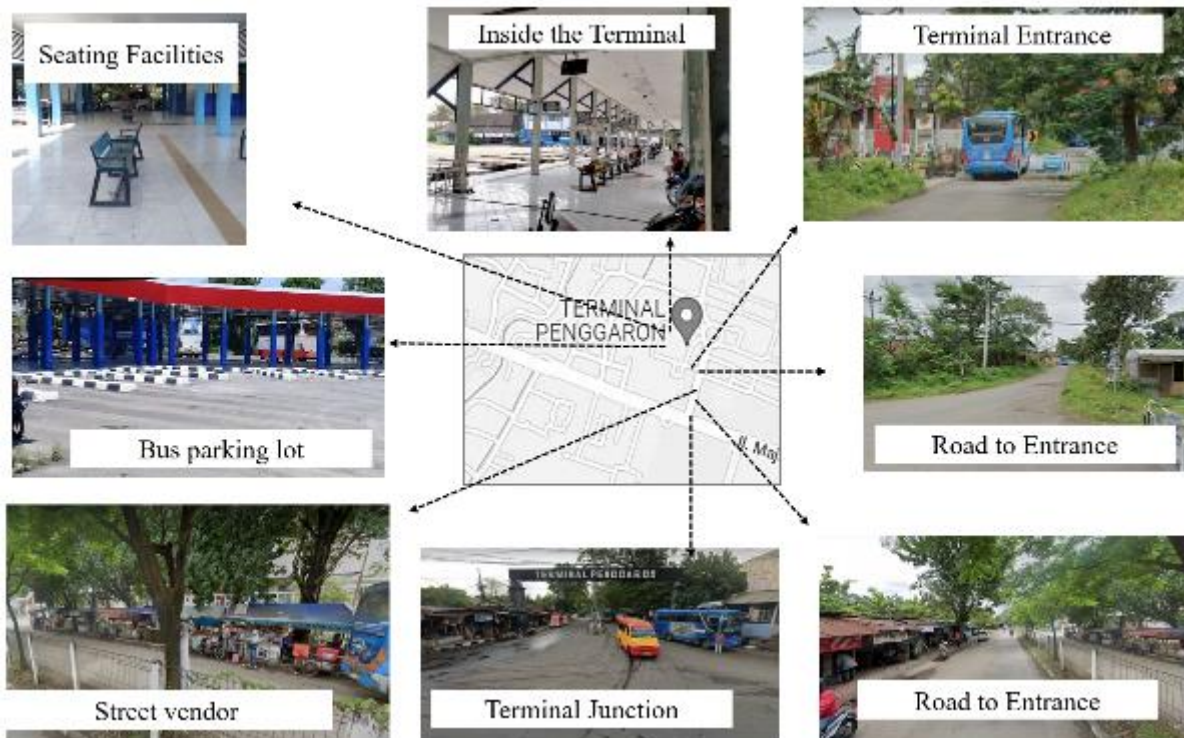 Seating Facilities
Inside the Terminal
Terminal Entrance
TERMINAL
PENGGARON
Jl. Maj
Bus parking lot
Road to Entrance
TERMINAL PENGGARON
Street vendor
Terminal Junction
Road to Entrance